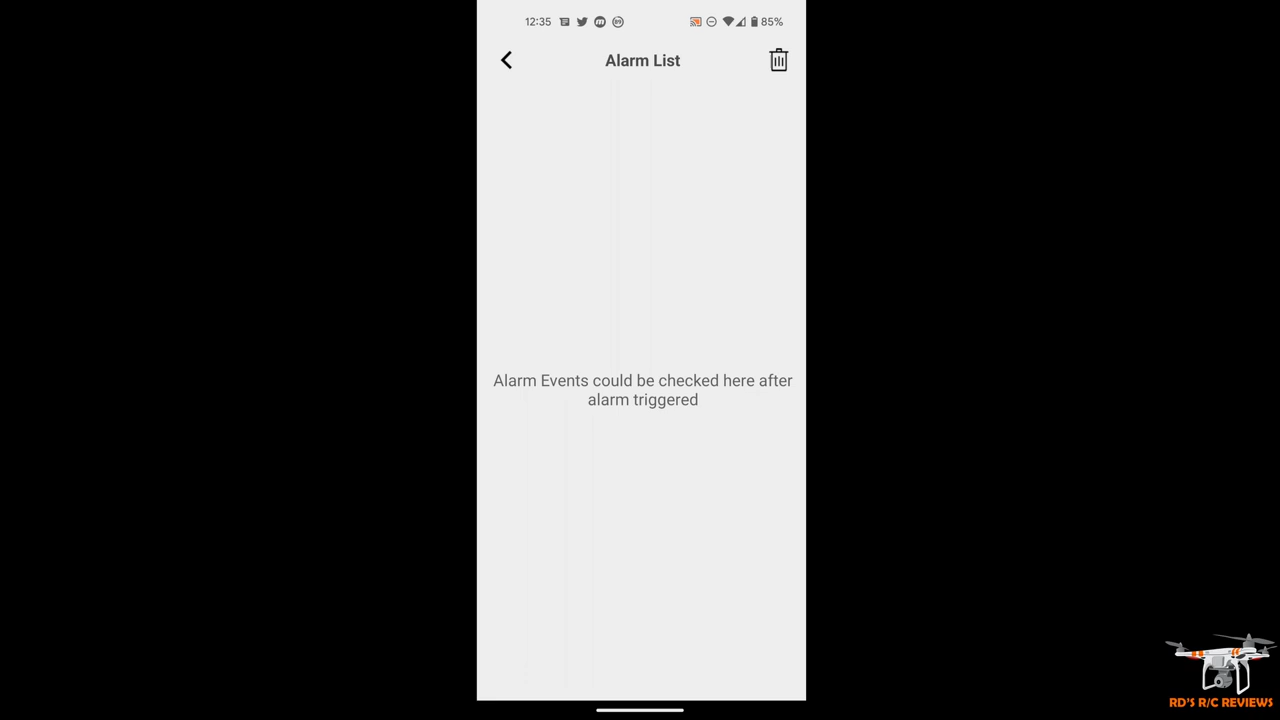 12:35
85%
Alarm List
Alarm Events could be checked here after
alarm triggered
RD'S R/C REVIEWS